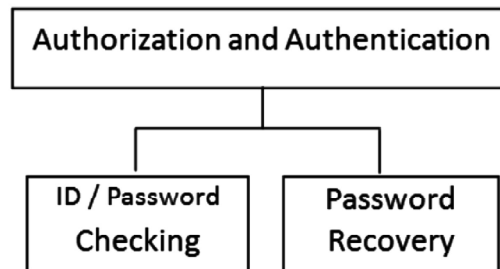 Authorization and Authentication
ID / Password
Checking
Password
Recovery